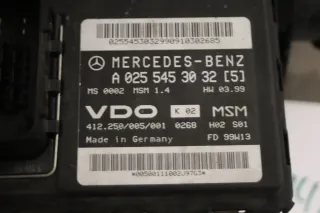 0255453032990910302685
MERCEDES-BENZ
A 025 545 30 32 [5]
MS 0002 MSM 1.4 HW 03.99
VDO K 02 MSM
412.250/005/001 0268 H02 S01
Made in Germany FD 99W13